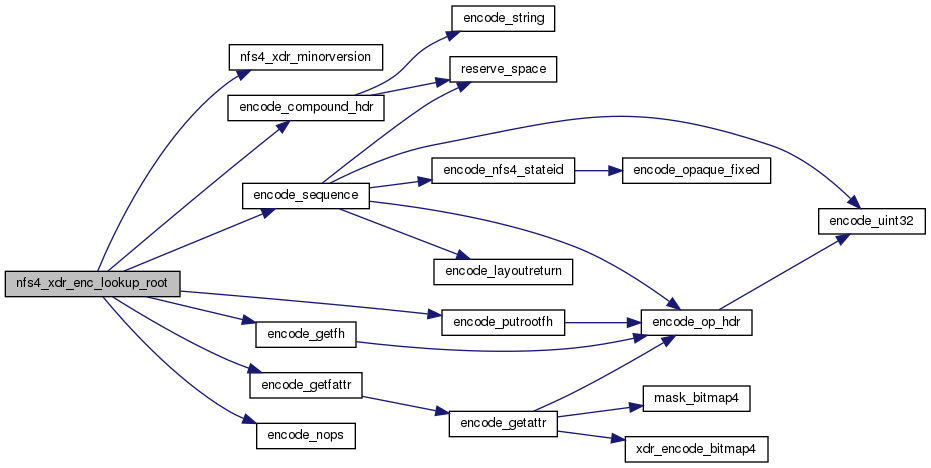 encode_string
nfs4_xdr_minorversion
reserve_space
encode_compound_hdr
encode_nfs4_stateid
encode_opaque_fixed
encode_sequence
encode_uint32
encode_layoutreturn
nfs4_xdr_enc_lookup_root
encode_putrootfh
encode_op_hdr
encode_getfh
encode_getfattr
mask_bitmap4
encode_getattr
encode_nops
xdr_encode_bitmap4